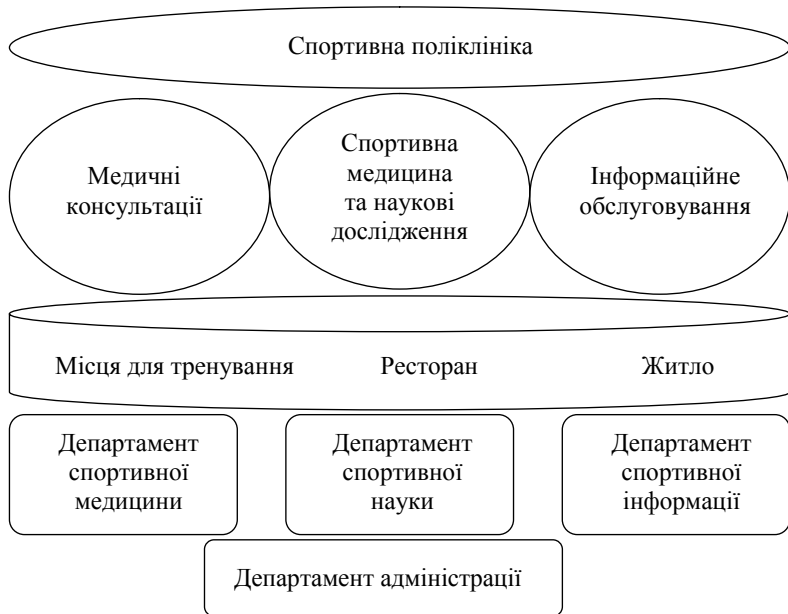 Спортивна поліклініка
Медичні
консультації
Спортивна
медицина
та наукові
дослідження
Інформаційне
обслуговування
Місця для тренування Ресторан Житло
Департамент
спортивної
медицини
Департамент
спортивної
науки
Департамент
спортивної
інформації
Департамент адміністрації